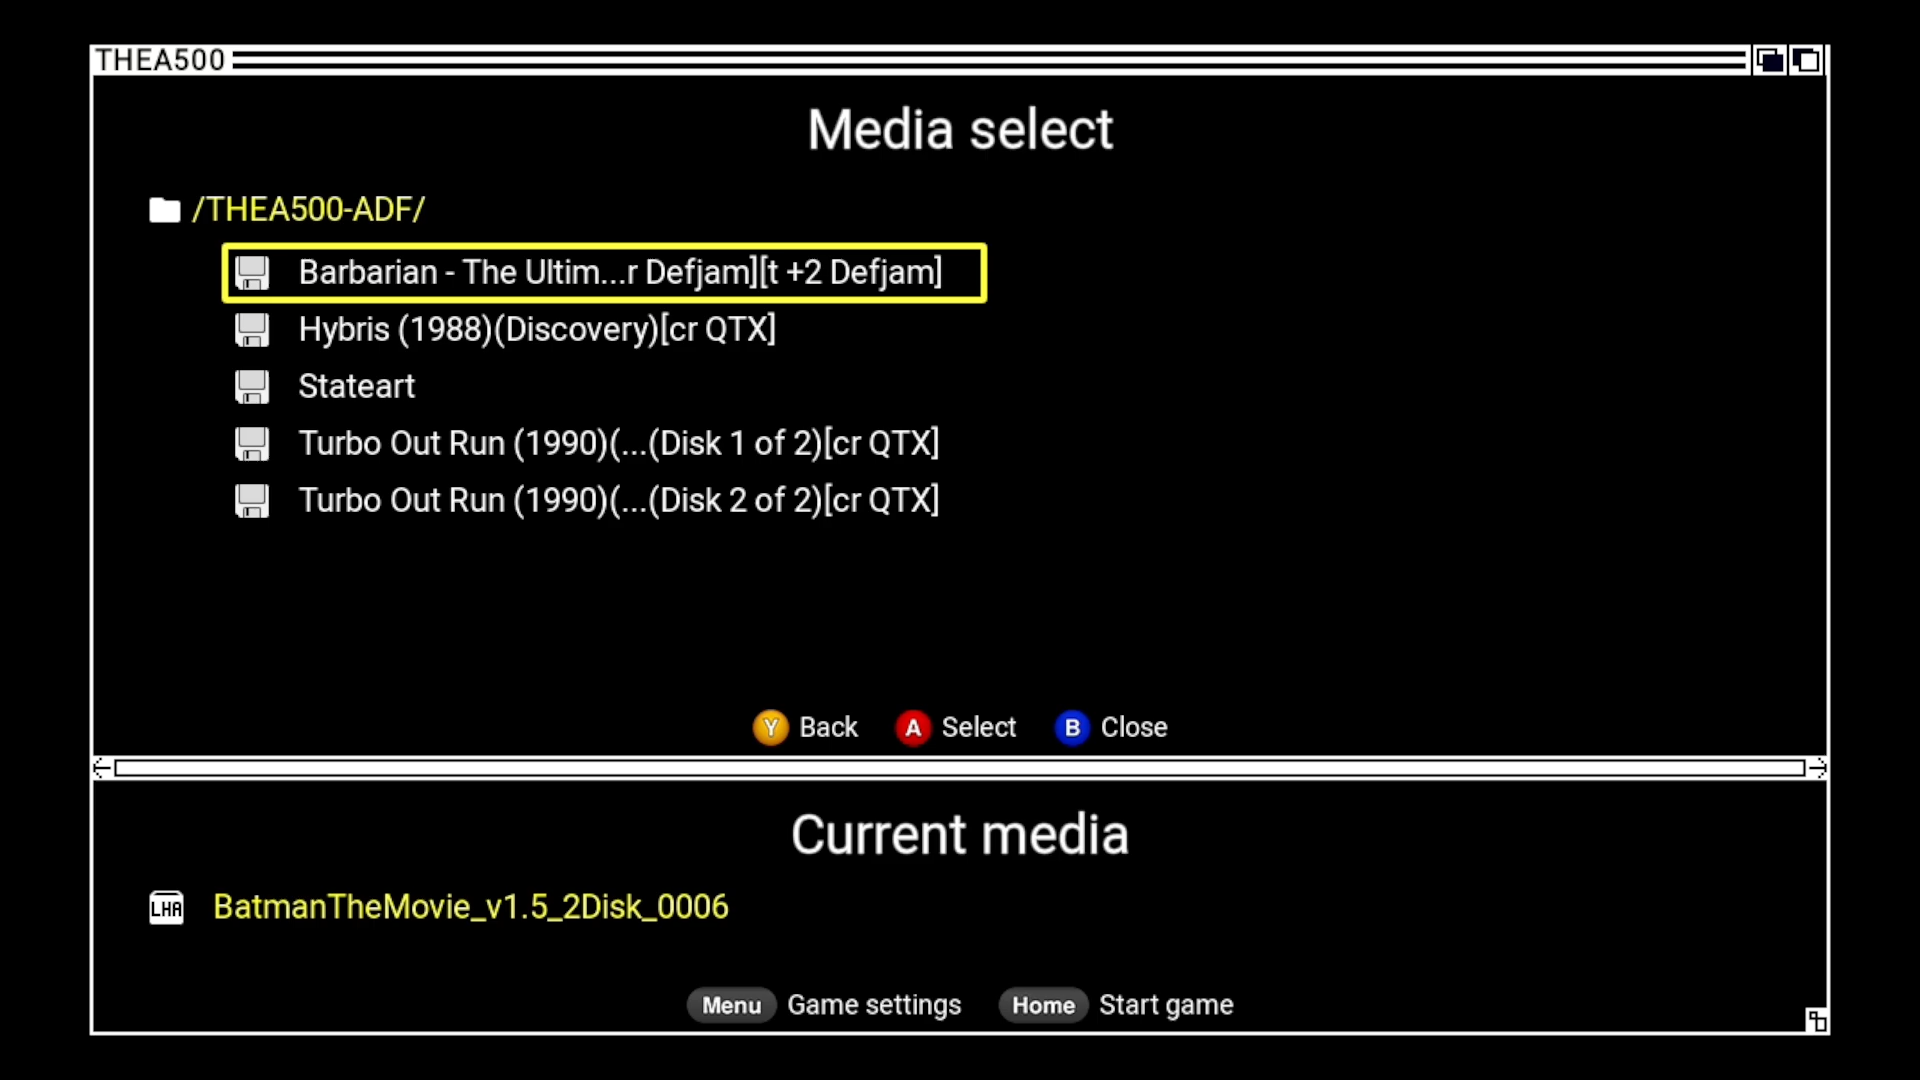 THEA500
Media select
/THEA500-ADF/
Barbarian - The Ultim...r Defjam][t +2 Defjam]
Hybris (1988)(Discovery)[cr QTX]
Stateart
Turbo Out Run (1990)(...(Disk 1 of 2)[cr QTX]
Turbo Out Run (1990)(...(Disk 2 of 2)[cr QTX]
Y Back A Select B Close
Current media
LHA BatmanTheMovie_v1.5_2Disk_0006
Menu Game settings Home Start game